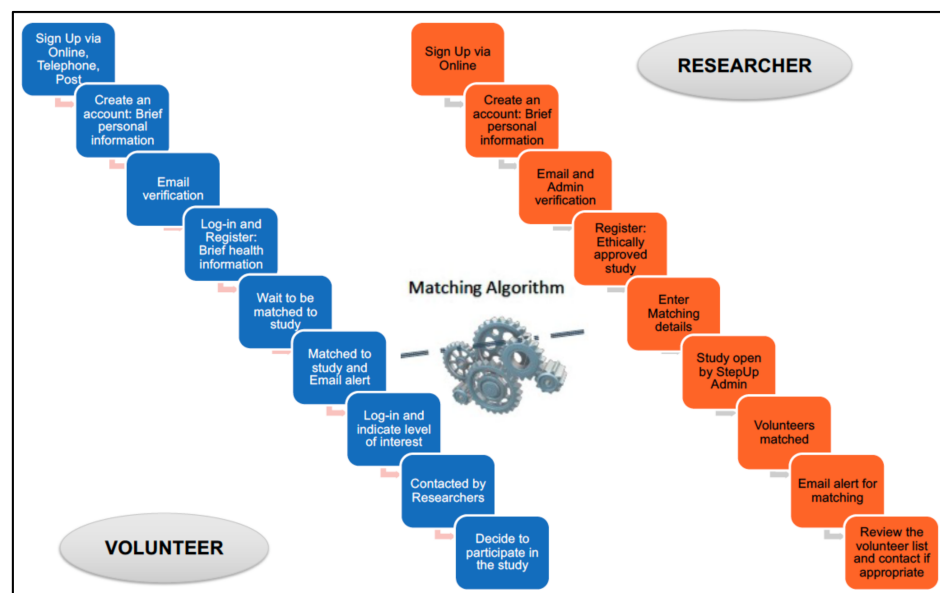 Sign Up via
Online,
Telephone,
Post
Create an
account: Brief
personal
information
Email
verification
Log-in and
Register:
Brief health
information
Wait to be
matched to
study
Matched to
study and
Email alert
Log-in and
indicate level
of interest
Contacted by
Researchers
Decide to
participate in
the study
VOLUNTEER
Matching Algorithm
RESEARCHER
Sign Up via
Online
Create an
account: Brief
personal
information
Email and
Admin
verification
Register:
Ethically
approved
study
Enter
Matching
details
Study open
by StepUp
Admin
Volunteers
matched
Email alert for
matching
Review the
volunteer list
and contact if
appropriate